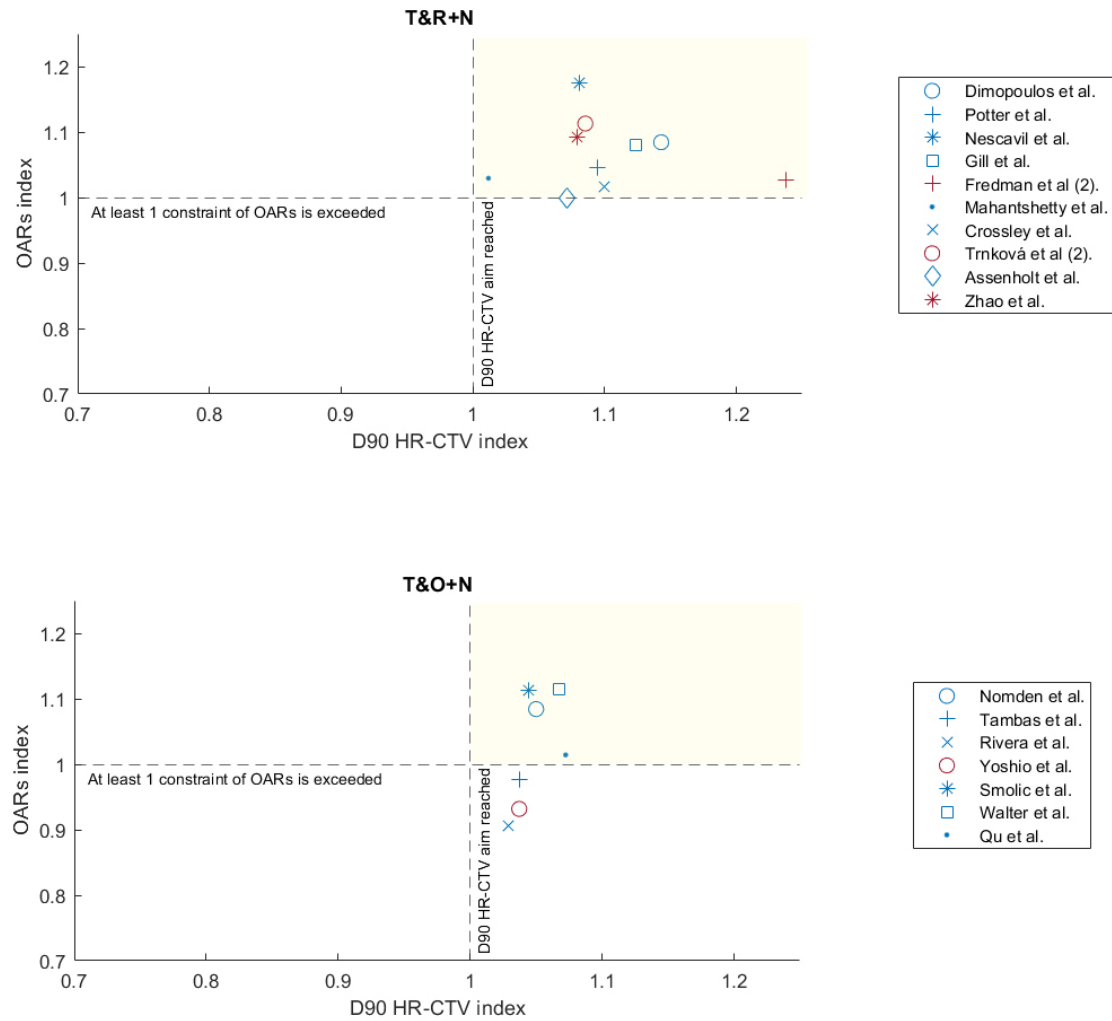 T&R+N
1.2
1.1
1
0.9
0.8
0.7
OARs index
At least 1 constraint of OARs is exceeded
D90 HR-CTV aim reached
0.7
0.8
0.9
1
1.1
1.2
D90 HR-CTV index
Dimopoulos et al.
Potter et al.
Nescavil et al.
Gill et al.
Fredman et al (2).
Mahantshetty et al.
Crossley et al.
Trnková et al (2).
Assenholt et al.
Zhao et al.
T&O+N
1.2
1.1
1
0.9
0.8
0.7
OARs index
At least 1 constraint of OARs is exceeded
D90 HR-CTV aim reached
0.7
0.8
0.9
1
1.1
1.2
D90 HR-CTV index
Nomden et al.
Tambas et al.
Rivera et al.
Yoshio et al.
Smolic et al.
Walter et al.
Qu et al.